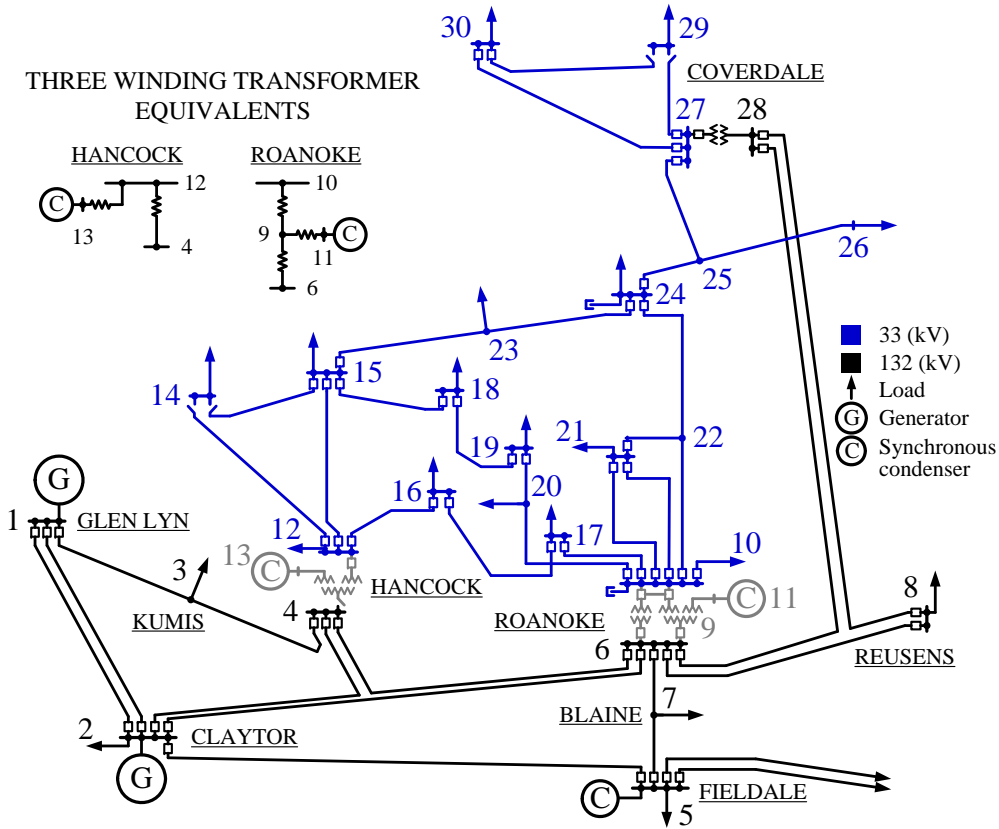 30
29
COVERDALE
THREE WINDING TRANSFORMER
EQUIVALENTS
27
28
HANCOCK
ROANOKE
12
10
C
13
4
9
C
11
6
26
25
24
23
33 (kV)
132 (kV)
Load
G
Generator
C
Synchronous
condenser
15
14
18
19
21
22
20
16
G
1
GLEN LYN
12
17
10
13
C
3
HANCOCK
C
11
KUMIS
4
ROANOKE
9
8
6
REUSENS
7
BLAINE
2
CLAYTOR
G
C
FIELDALE
5